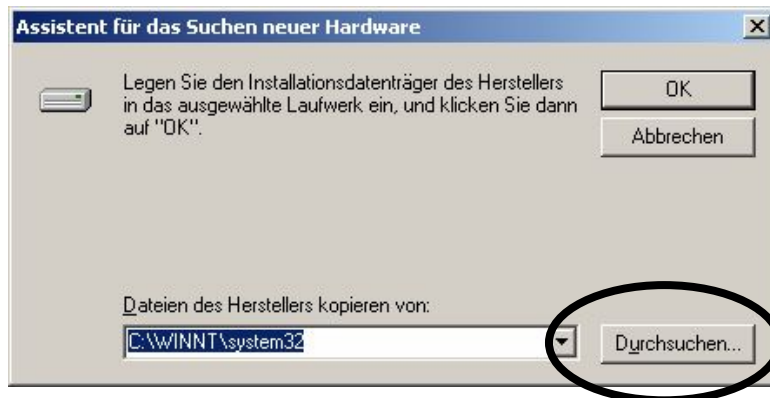 Assistent für das Suchen neuer Hardware
Legen Sie den Installationsdatenträger des Herstellers
in das ausgewählte Laufwerk ein, und klicken Sie dann
auf "OK".
OK
Abbrechen
Dateien des Herstellers kopieren von:
C:\WINNT\system32
Durchsuchen...